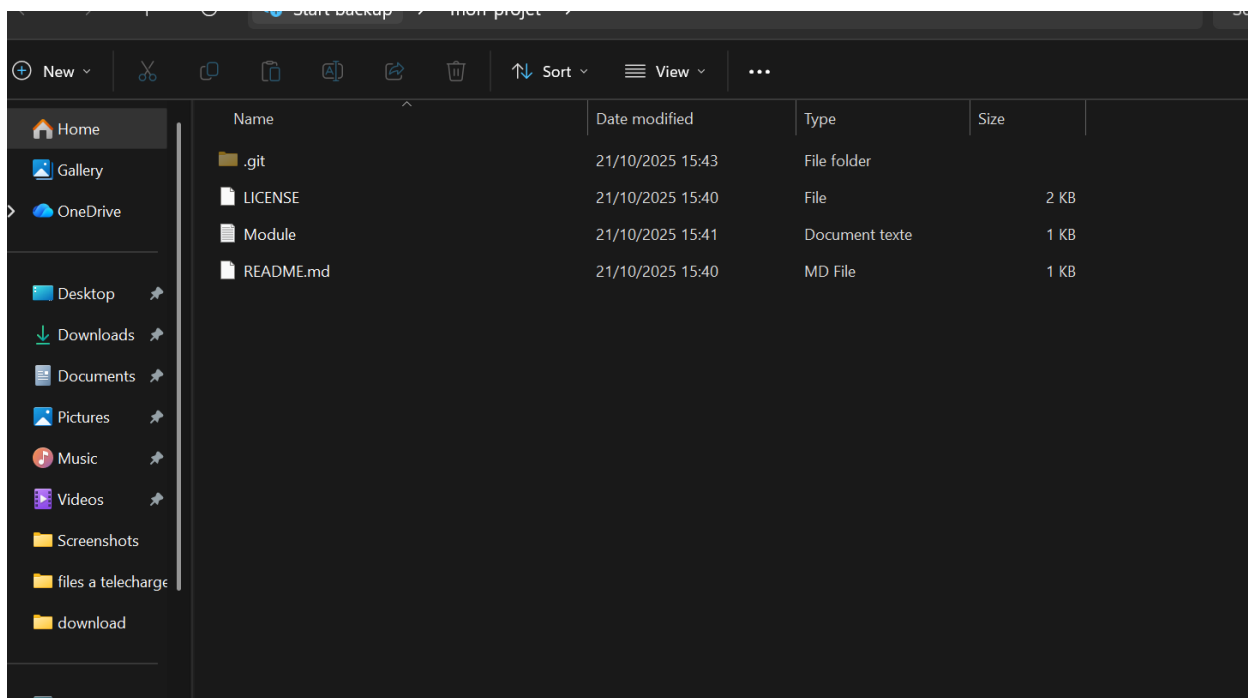 Start backup mon-projet
New Sort View
Name Date modified Type Size
Home
Gallery
OneDrive
Desktop
Downloads
Documents
Pictures
Music
Videos
Screenshots
files a telecharge
download
.git 21/10/2025 15:43 File folder
LICENSE 21/10/2025 15:40 File 2 KB
Module 21/10/2025 15:41 Document texte 1 KB
README.md 21/10/2025 15:40 MD File 1 KB